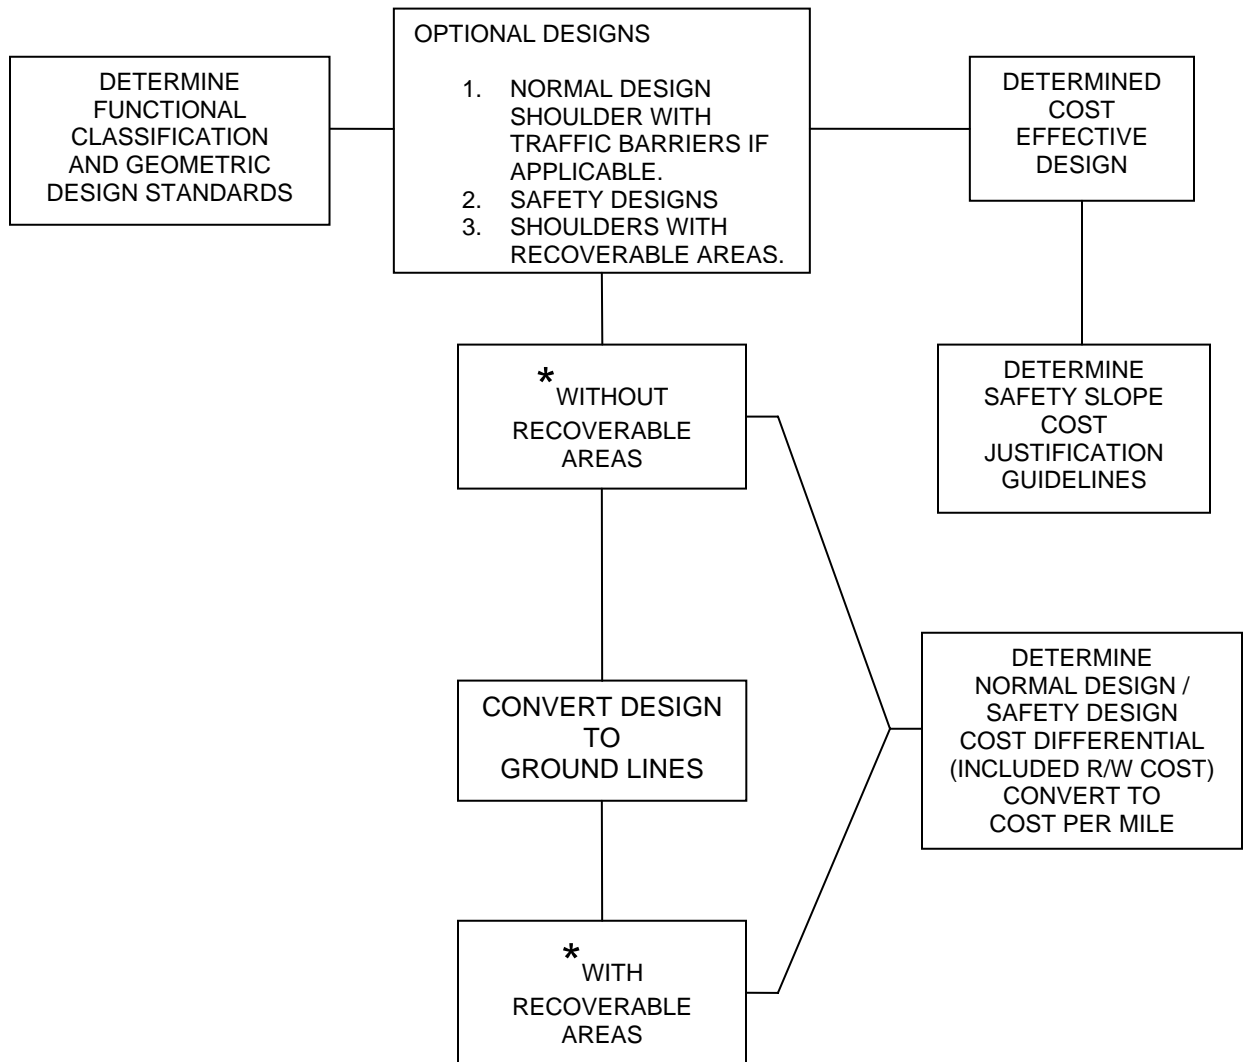 DETERMINE
FUNCTIONAL
CLASSIFICATION
AND GEOMETRIC
DESIGN STANDARDS
OPTIONAL DESIGNS
1. NORMAL DESIGN
SHOULDER WITH
TRAFFIC BARRIERS IF
APPLICABLE.
2. SAFETY DESIGNS
3. SHOULDERS WITH
RECOVERABLE AREAS.
DETERMINED
COST
EFFECTIVE
DESIGN
*WITHOUT
RECOVERABLE
AREAS
DETERMINE
SAFETY SLOPE
COST
JUSTIFICATION
GUIDELINES
CONVERT DESIGN
TO
GROUND LINES
DETERMINE
NORMAL DESIGN /
SAFETY DESIGN
COST DIFFERENTIAL
(INCLUDED R/W COST)
CONVERT TO
COST PER MILE
*WITH
RECOVERABLE
AREAS